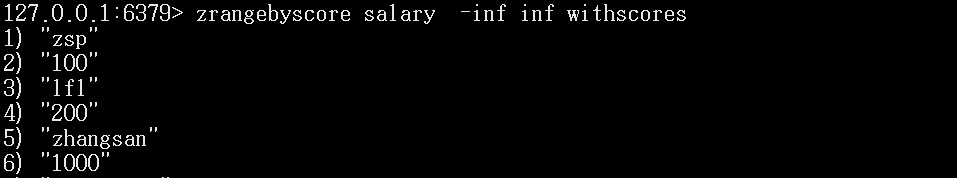 127.0.0.1:6379> zrangebyscore salary  -inf inf withscores
1) "zsp"
2) "100"
3) "lfl"
4) "200"
5) "zhangsan"
6) "1000"